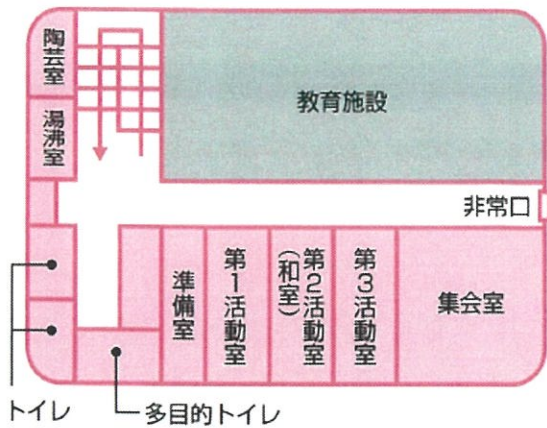 陶芸室
教育施設
湯沸室
非常口
準備室
第1活動室
第2活動室
(和室)
第3活動室
集会室
トイレ
多目的トイレ